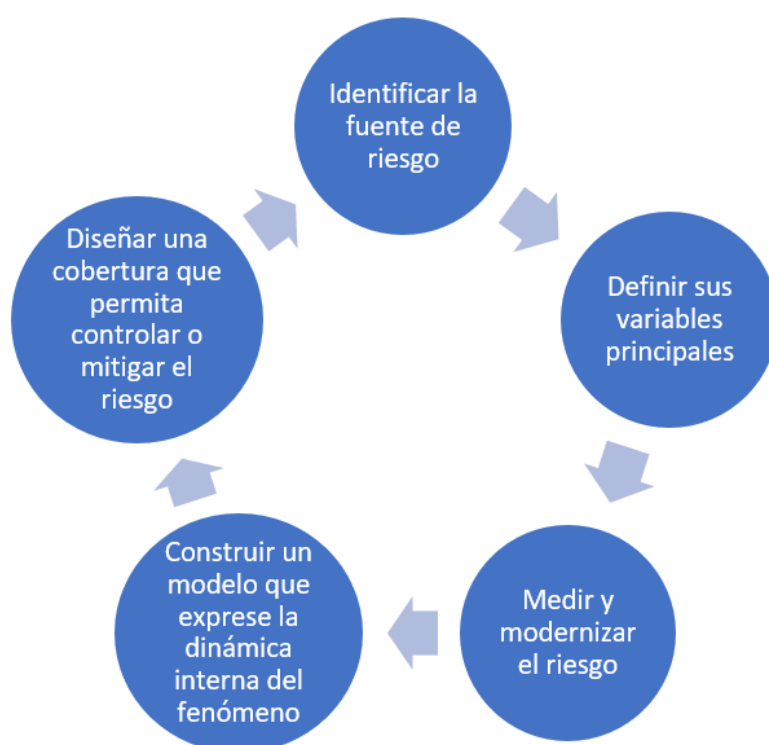 Identificar la
fuente de
riesgo
Definir sus
variables
principales
Medir y
modernizar
el riesgo
Construir un
modelo que
exprese la
dinámica
interna del
fenómeno
Diseñar una
cobertura que
permita
controlar o
mitigar el
riesgo